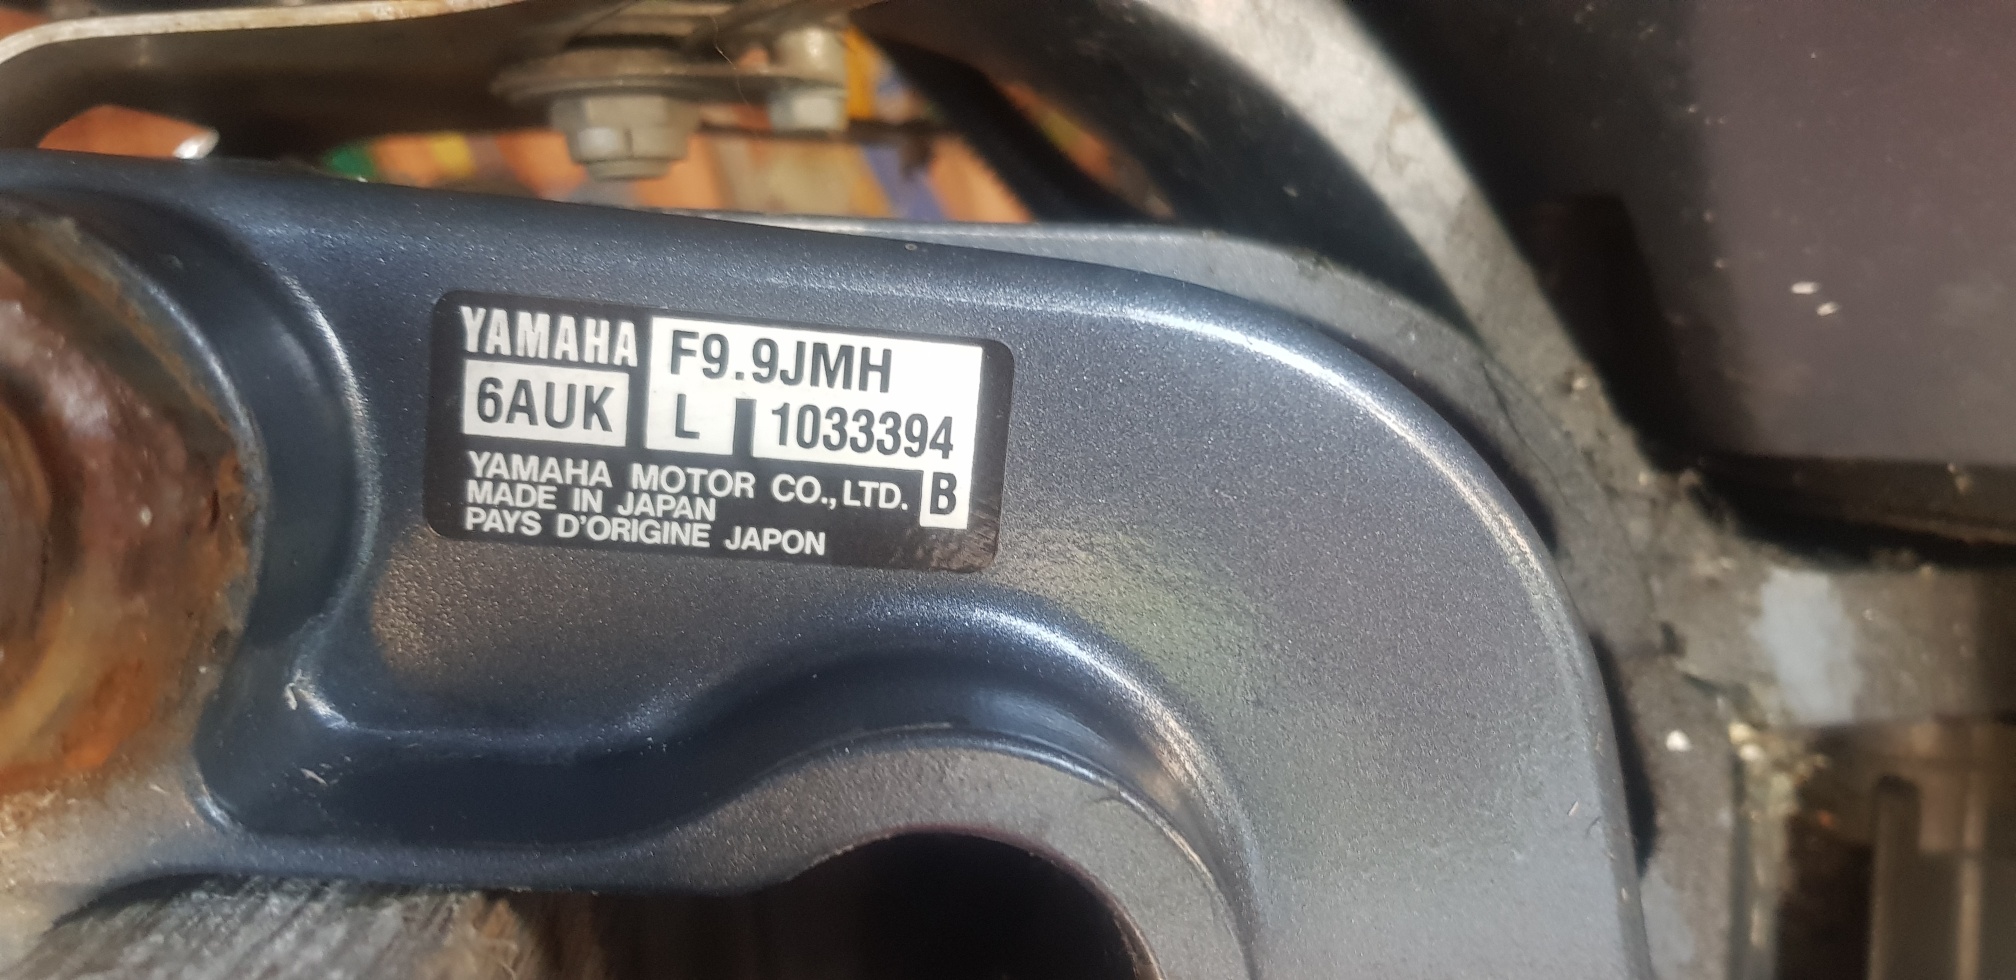 YAMAHA F9.9JMH
6AUK L 1033394
YAMAHA MOTOR CO., LTD. B
MADE IN JAPAN
PAYS D'ORIGINE JAPON